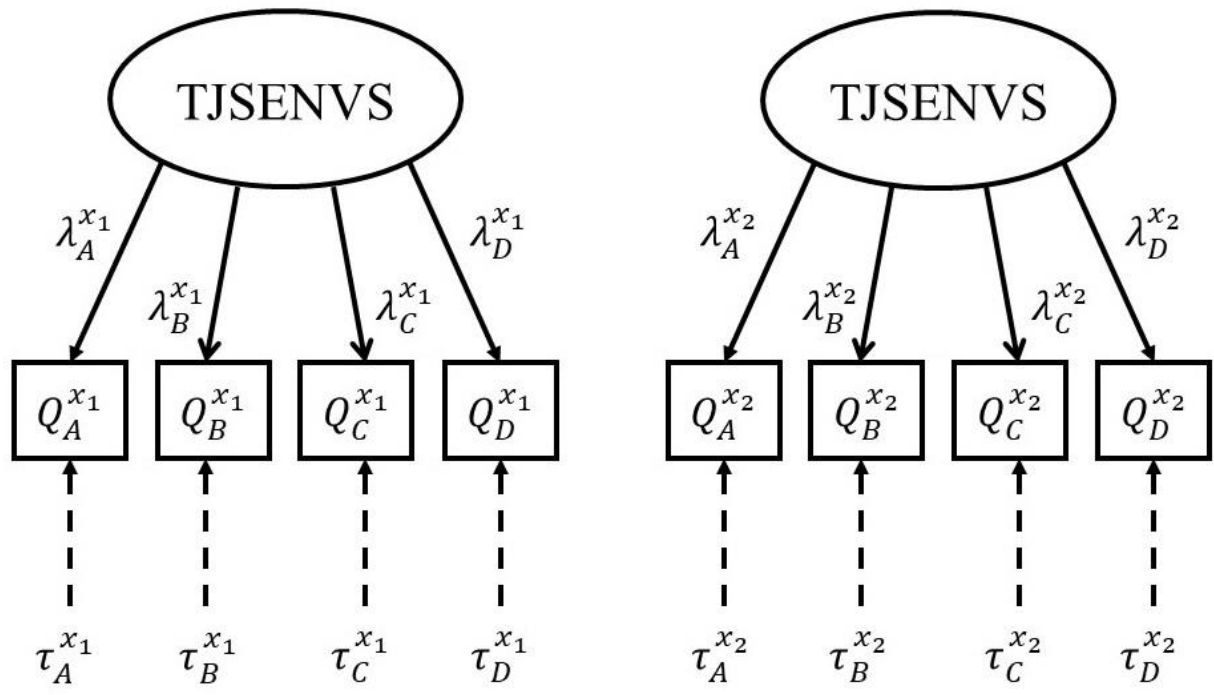 TJSENVS TJSENVS
λ_A^{x_1} λ_D^{x_1} λ_A^{x_2} λ_D^{x_2}
λ_B^{x_1} λ_C^{x_1} λ_B^{x_2} λ_C^{x_2}
Q_A^{x_1} Q_B^{x_1} Q_C^{x_1} Q_D^{x_1} Q_A^{x_2} Q_B^{x_2} Q_C^{x_2} Q_D^{x_2}
τ_A^{x_1} τ_B^{x_1} τ_C^{x_1} τ_D^{x_1} τ_A^{x_2} τ_B^{x_2} τ_C^{x_2} τ_D^{x_2}